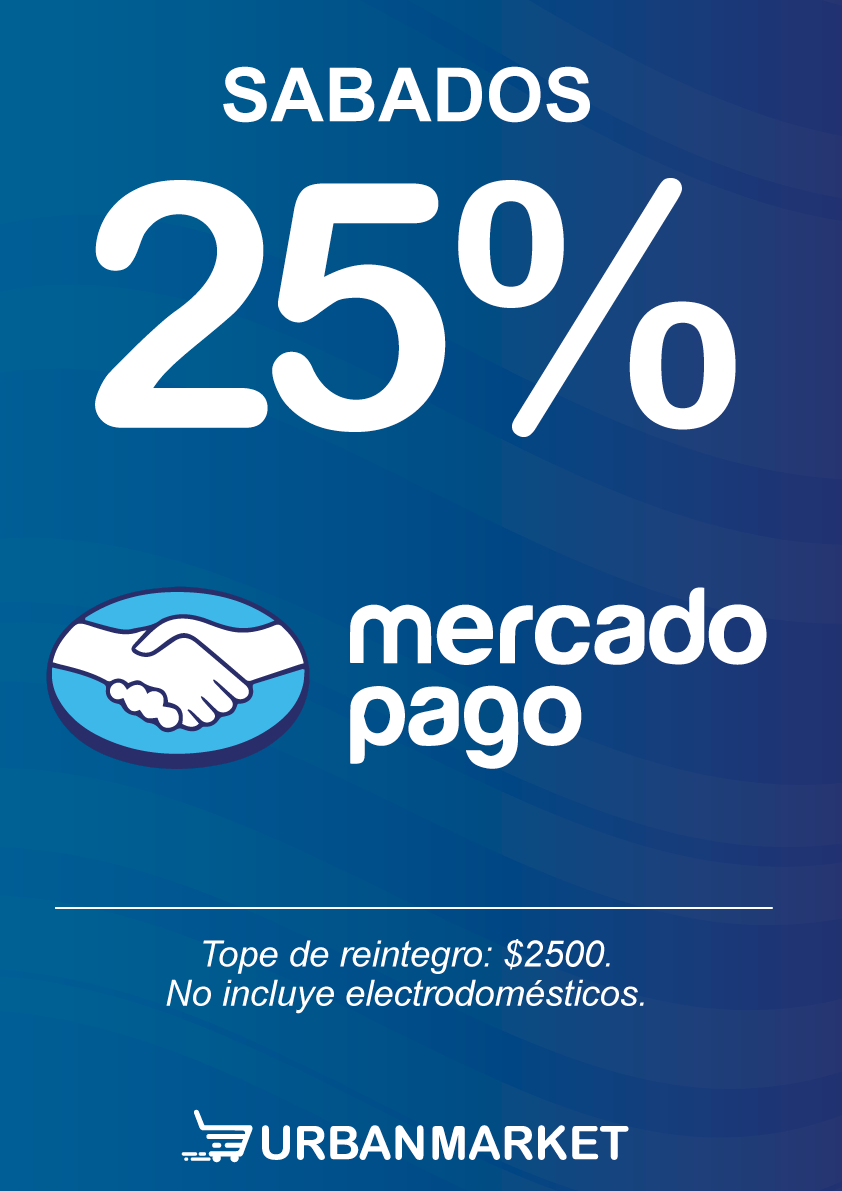 SABADOS
25%
mercado
pago
Tope de reintegro: $2500.
No incluye electrodomésticos.
URBANMARKET